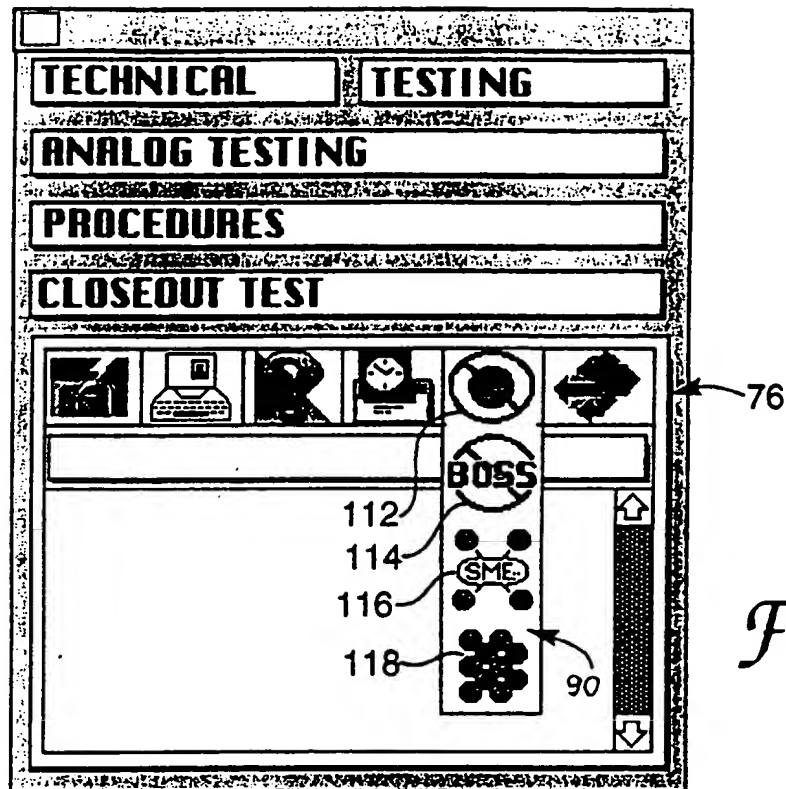 TECHNICAL TESTING
ANALOG TESTING
PROCEDURES
CLOSEOUT TEST
76
BOSS
112
114
SME
116
118
90
F